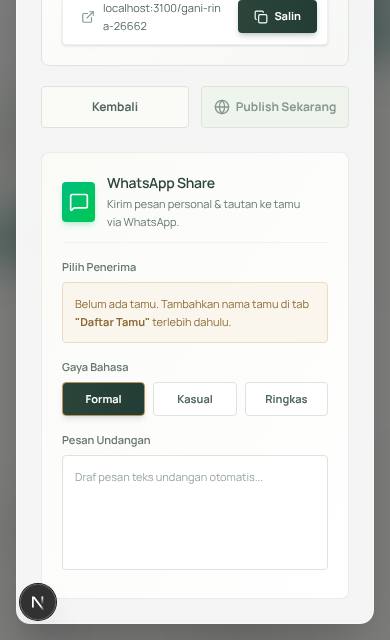 localhost:3100/gani-rin
a-26662
Salin
Kembali
Publish Sekarang
WhatsApp Share
Kirim pesan personal & tautan ke tamu
via WhatsApp.
Pilih Penerima
Belum ada tamu. Tambahkan nama tamu di tab
"Daftar Tamu" terlebih dahulu.
Gaya Bahasa
Formal
Kasual
Ringkas
Pesan Undangan
Draf pesan teks undangan otomatis...
N